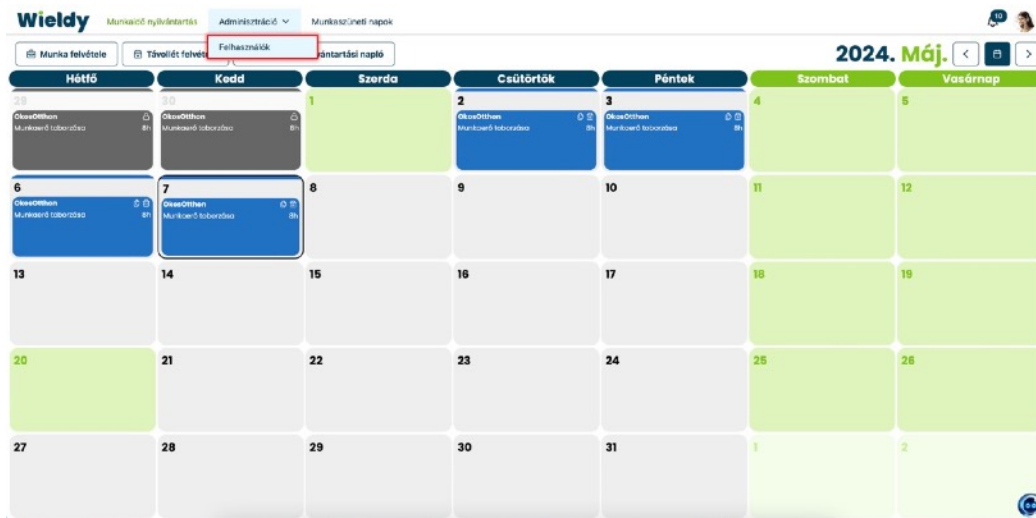 Wieldy Munkaidő nyilvántartás Adminisztráció Munkaszüneti napok 10
Felhasználók
Munka felvétele Távollét felvéte vántartási napló 2024. Máj.
Hétfő Kedd Szerda Csütörtök Péntek Szombat Vasárnap
29 30 1 2 3 4 5
OkosOtthon OkosOtthon OkosOtthon OkosOtthon
Munkaerő toborzása 8h Munkaerő toborzása 8h Munkaerő toborzása 8h Munkaerő toborzása 8h
6 7 8 9 10 11 12
OkosOtthon OkosOtthon
Munkaerő toborzása 8h Munkaerő toborzása 8h
13 14 15 16 17 18 19
20 21 22 23 24 25 26
27 28 29 30 31 1 2